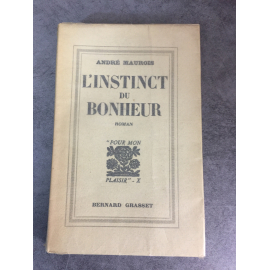 ANDRÉ MAUROIS
L'INSTINCT
DU
BONHEUR
ROMAN
"POUR MON
PLAISIR" - X
BERNARD GRASSET